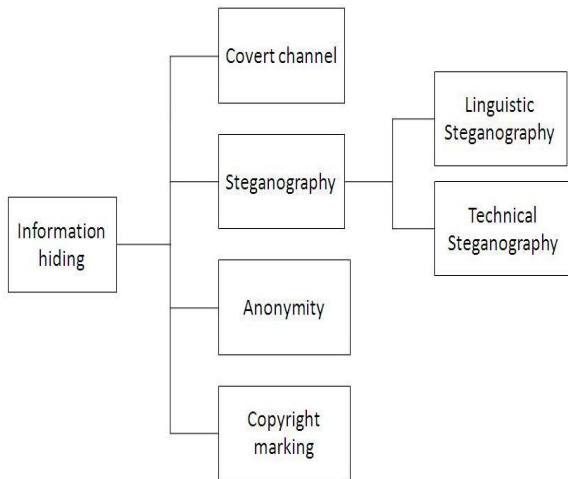 Covert channel
Linguistic
Steganography
Steganography
Technical
Steganography
Information
hiding
Anonymity
Copyright
marking